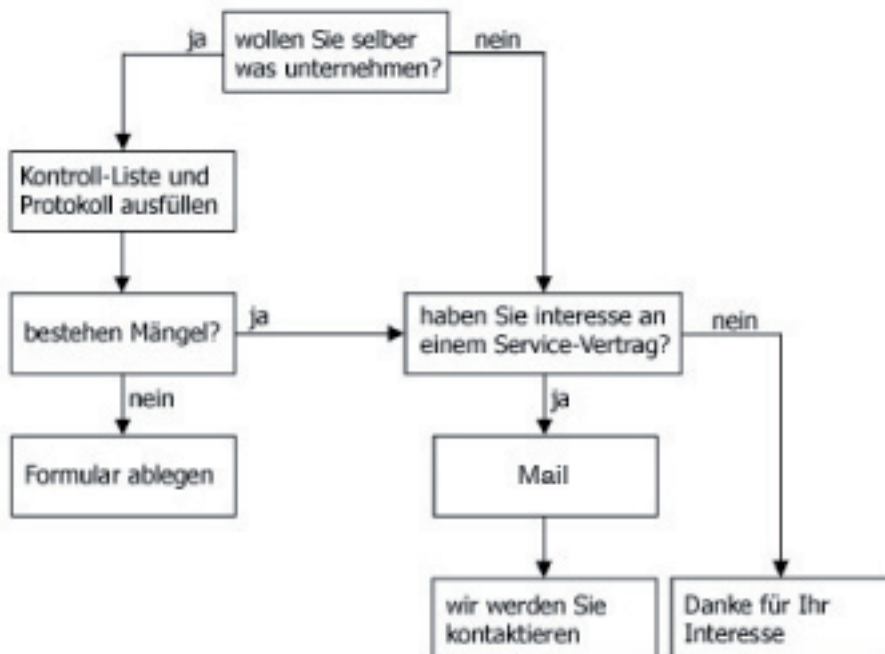 ja
wollen Sie selber
was unternehmen?
nein
Kontroll-Liste und
Protokoll ausfüllen
bestehen Mängel?
ja
haben Sie interesse an
einem Service-Vertrag?
nein
nein
ja
Formular ablegen
Mail
wir werden Sie
kontaktieren
Danke für Ihr
Interesse